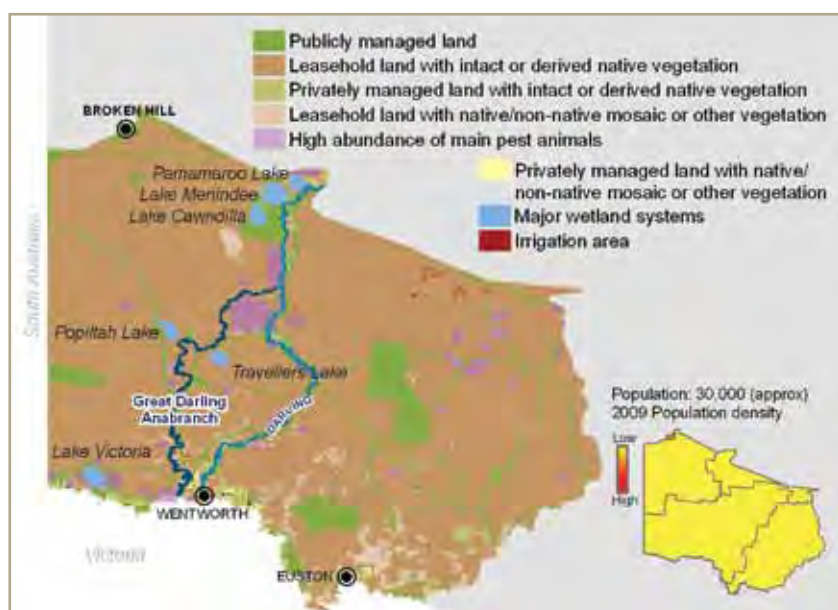 Publicly managed land
Leasehold land with intact or derived native vegetation
Privately managed land with intact or derived native vegetation
Leasehold land with native/non-native mosaic or other vegetation
High abundance of main pest animals
Privately managed land with native/
non-native mosaic or other vegetation
Major wetland systems
Irrigation area
BROKEN HILL
Pamamaroo Lake
Lake Menindee
Lake Cawndilla
South Australia
Popiltah Lake
Travellers Lake
Great Darling
Anabranch
DARLING
Lake Victoria
WENTWORTH
Victoria
EUSTON
Population: 30,000 (approx)
2009 Population density
Low
High